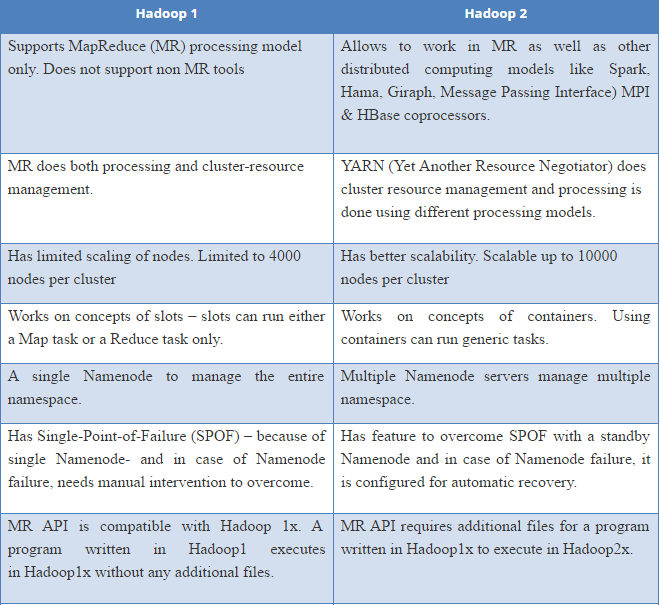 Hadoop 1
Hadoop 2
Supports MapReduce (MR) processing model
only. Does not support non MR tools
Allows to work in MR as well as other
distributed computing models like Spark,
Hama, Giraph, Message Passing Interface) MPI
& HBase coprocessors.
MR does both processing and cluster-resource
management.
YARN (Yet Another Resource Negotiator) does
cluster resource management and processing is
done using different processing models.
Has limited scaling of nodes. Limited to 4000
nodes per cluster
Has better scalability. Scalable up to 10000
nodes per cluster
Works on concepts of slots – slots can run either
a Map task or a Reduce task only.
Works on concepts of containers. Using
containers can run generic tasks.
A single Namenode to manage the entire
namespace.
Multiple Namenode servers manage multiple
namespace.
Has Single-Point-of-Failure (SPOF) – because of
single Namenode- and in case of Namenode
failure, needs manual intervention to overcome.
Has feature to overcome SPOF with a standby
Namenode and in case of Namenode failure, it
is configured for automatic recovery.
MR API is compatible with Hadoop 1x. A
program written in Hadoop1 executes
in Hadoop1x without any additional files.
MR API requires additional files for a program
written in Hadoop1x to execute in Hadoop2x.